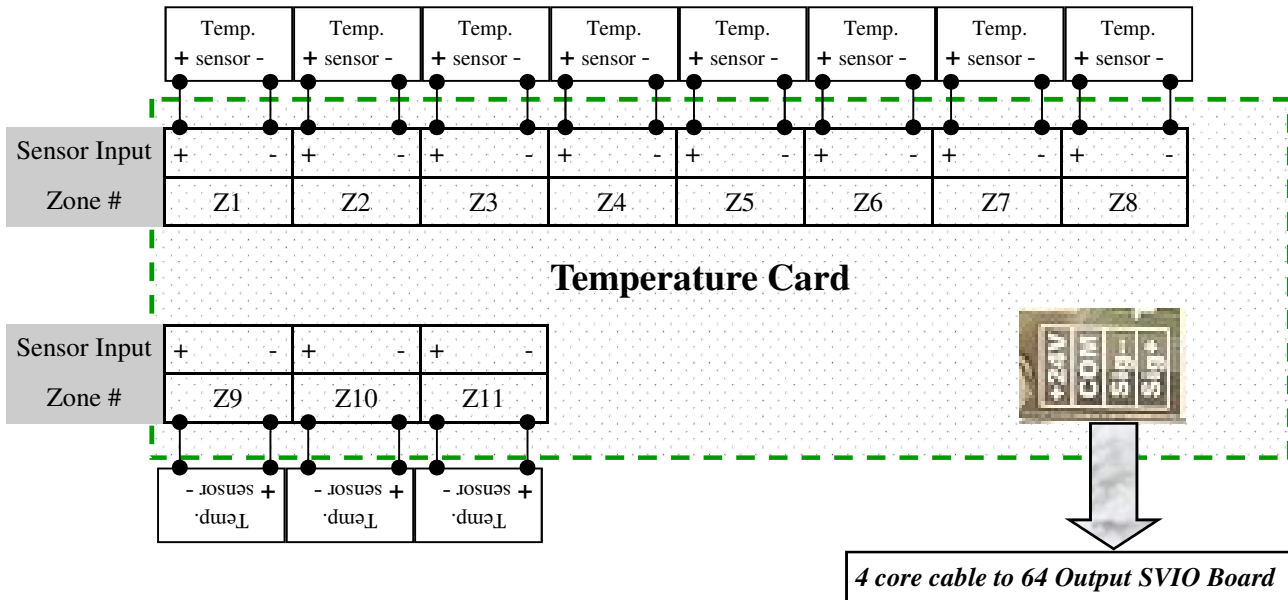 Temp. Temp. Temp. Temp. Temp. Temp. Temp. Temp.
+ sensor - + sensor - + sensor - + sensor - + sensor - + sensor - + sensor - + sensor -
Sensor Input + - + - + - + - + - + - + - + -
Zone # Z1 Z2 Z3 Z4 Z5 Z6 Z7 Z8
Temperature Card
Sensor Input + - + - + -
Zone # Z9 Z10 Z11
+24V
COM
Sig-
Sig+
+ sensor - + sensor - + sensor -
Temp. Temp. Temp.
4 core cable to 64 Output SVIO Board